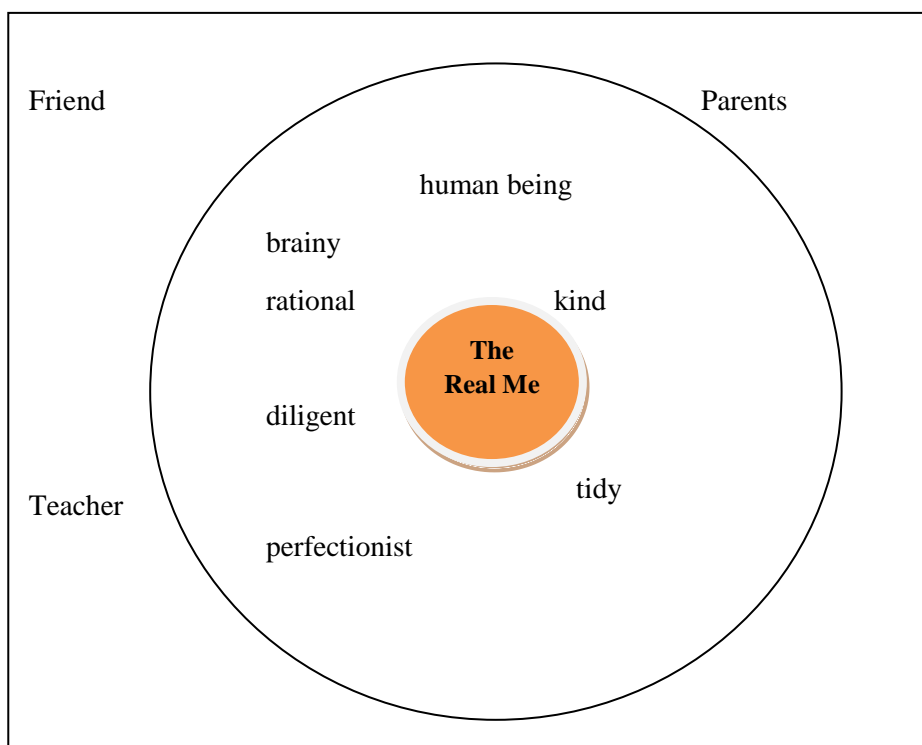 Friend
Parents
human being
brainy
rational
kind
The
Real Me
diligent
tidy
Teacher
perfectionist